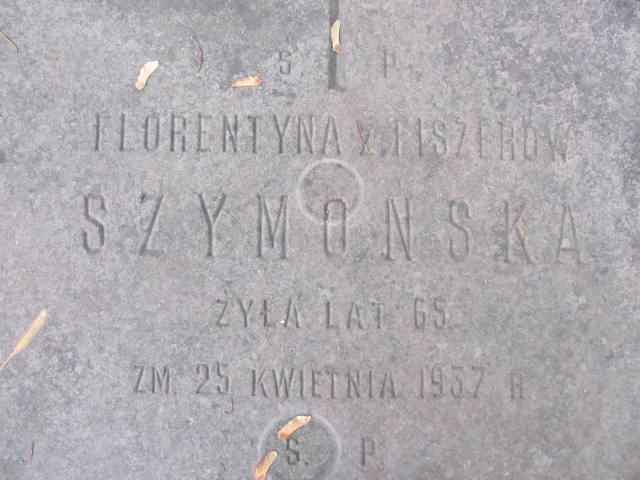 Ś P.
FLORENTYNA z FISZERÓW
SZYMOŃSKA
ŻYŁA LAT 65
ZM. 25 KWIETNIA 1937 R
Ś. P.